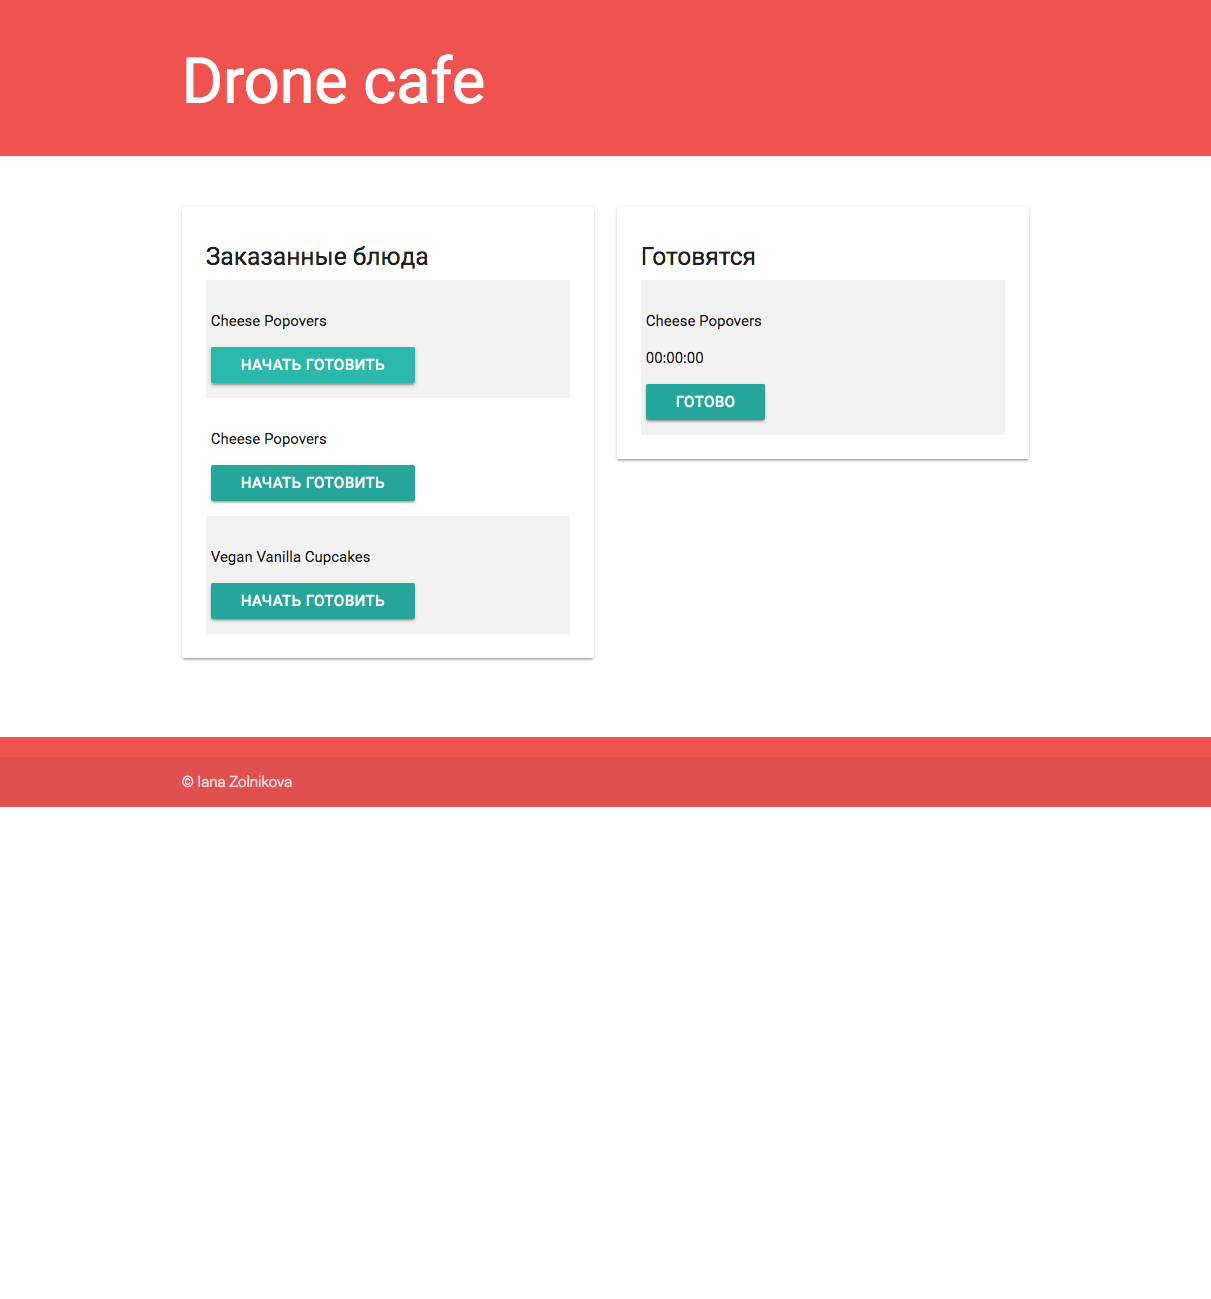 Drone cafe
Заказанные блюда
Cheese Popovers
НАЧАТЬ ГОТОВИТЬ
Cheese Popovers
НАЧАТЬ ГОТОВИТЬ
Vegan Vanilla Cupcakes
НАЧАТЬ ГОТОВИТЬ
Готовятся
Cheese Popovers
00:00:00
ГОТОВО
© Iana Zolnikova